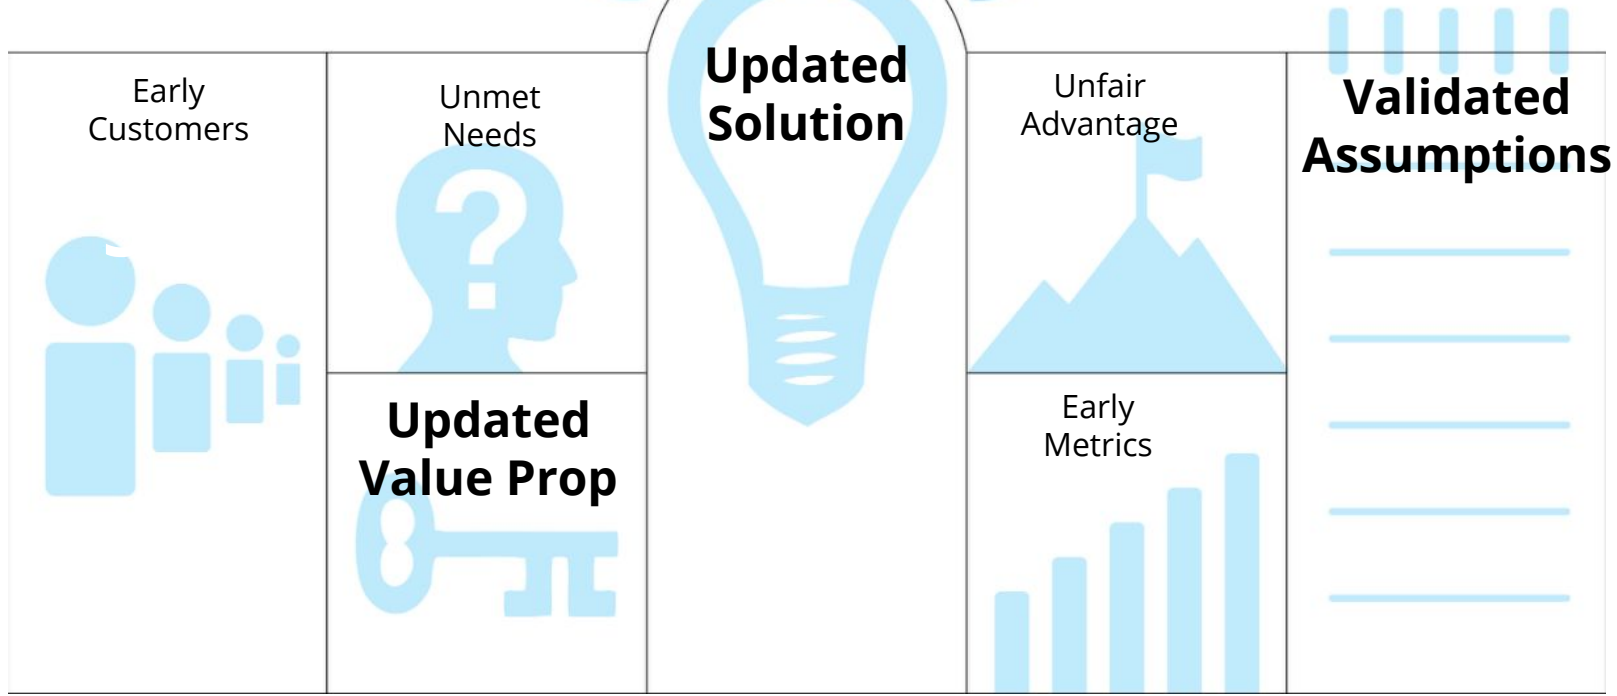 Early
Customers
Unmet
Needs
Updated
Value Prop
Updated
Solution
Unfair
Advantage
Early
Metrics
Validated
Assumptions